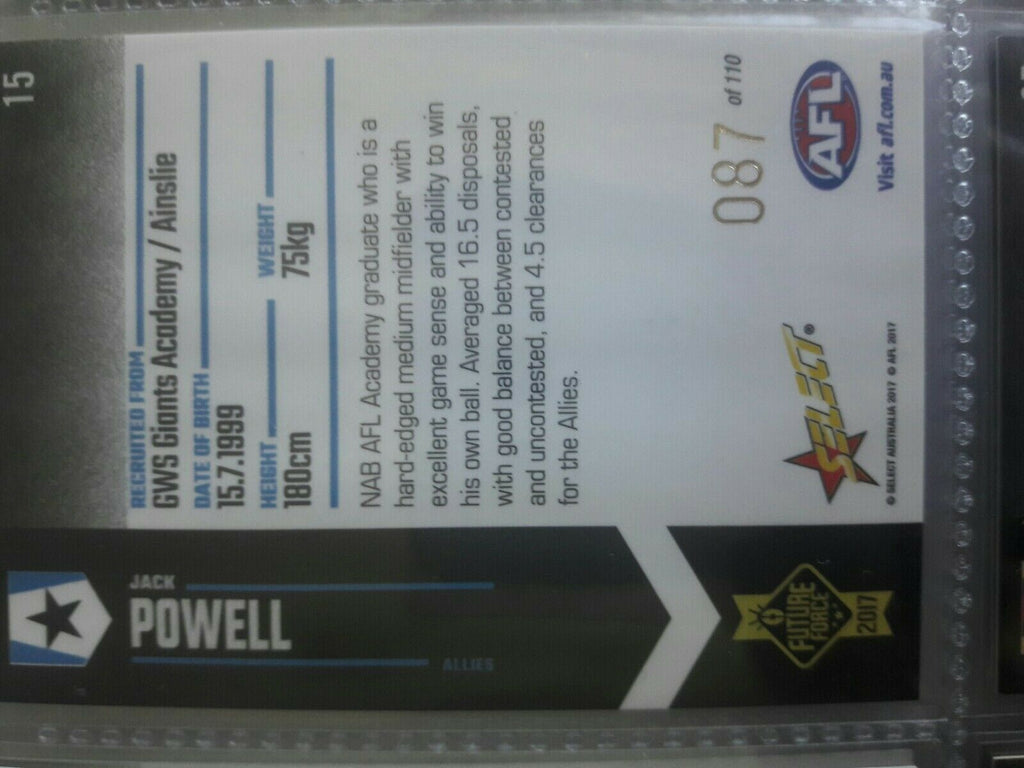 15
RECRUITED FROM
GWS Giants Academy / Ainslie
DATE OF BIRTH
15.7.1999
HEIGHT WEIGHT
180cm 75kg
NAB AFL Academy graduate who is a
hard-edged medium midfielder with
excellent game sense and ability to win
his own ball. Averaged 16.5 disposals,
with good balance between contested
and uncontested, and 4.5 clearances
for the Allies.
087 of 110
SELECT®
AFL
© SELECT AUSTRALIA 2017 © AFL 2017
Visit afl.com.au
JACK
POWELL
ALLIES
FUTURE
FORCE
2017